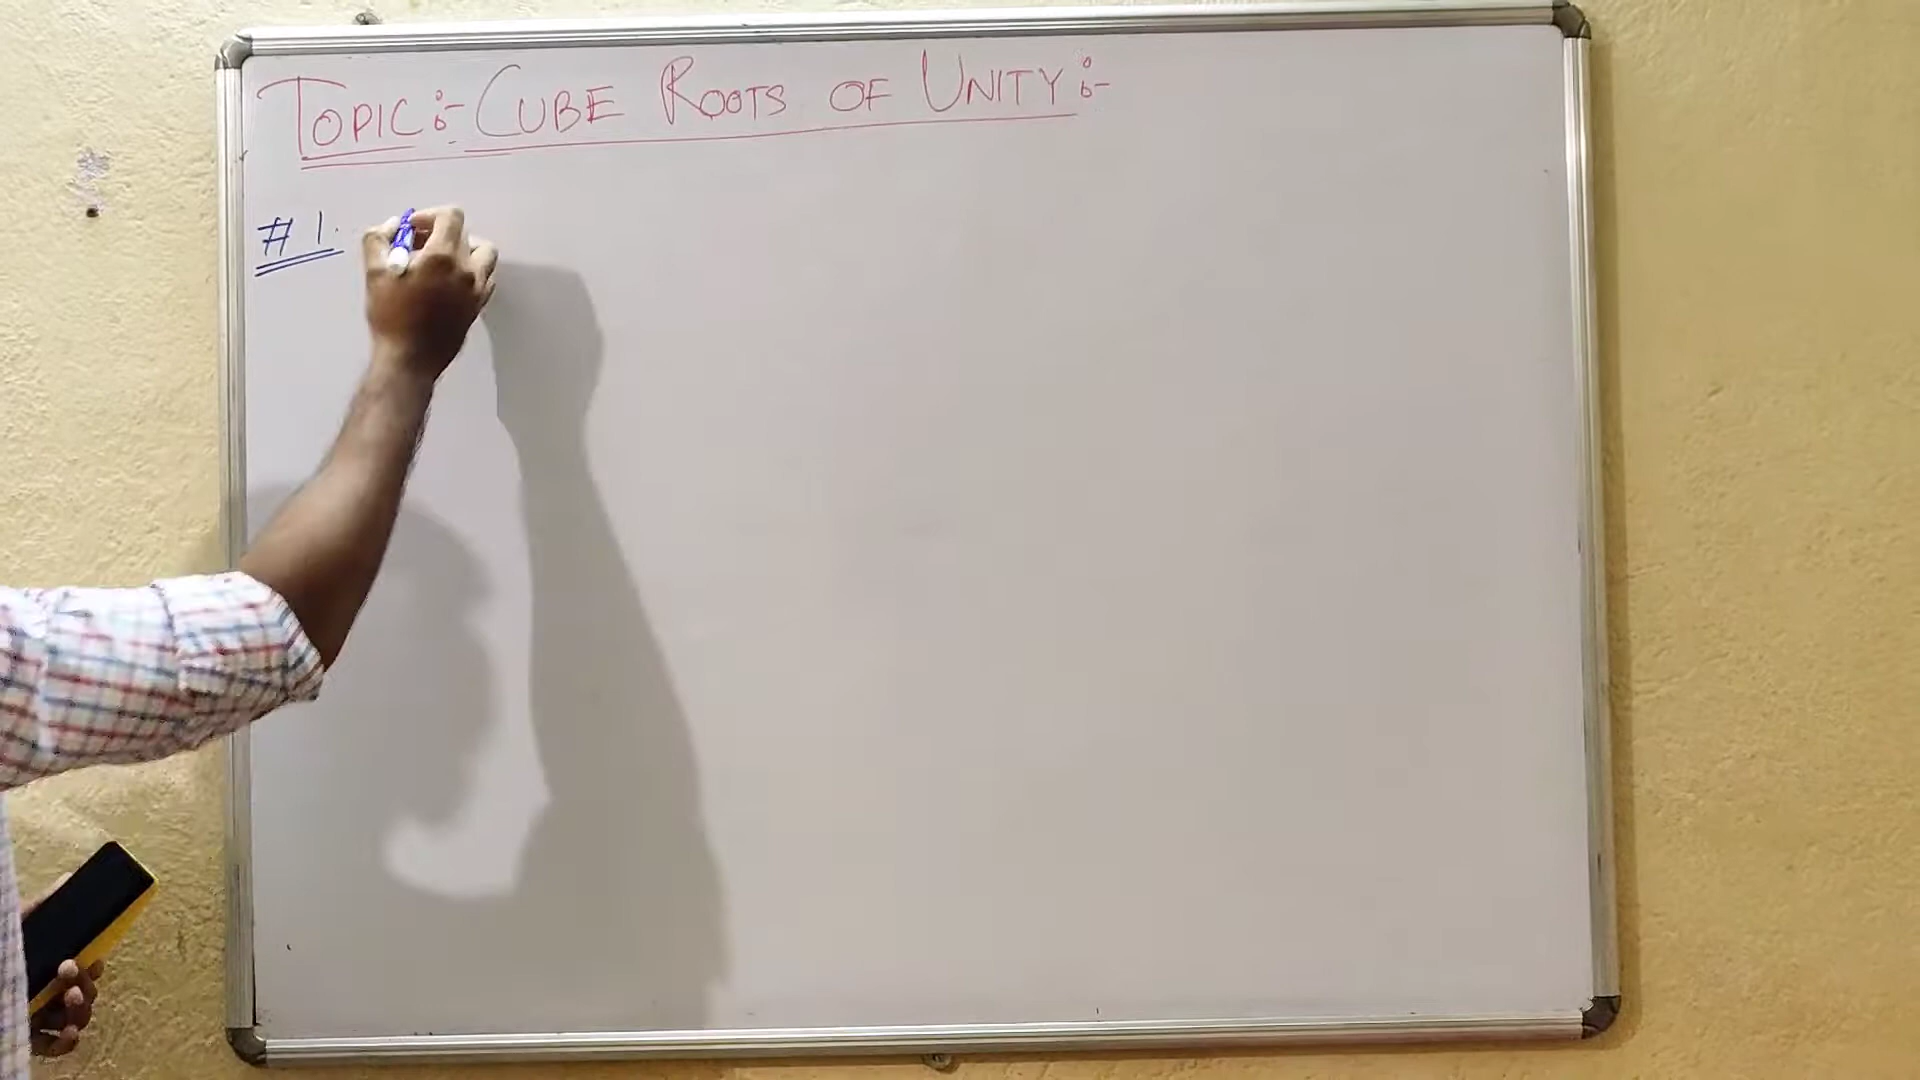 TOPIC:- CUBE ROOTS OF UNITY:-
# 1.